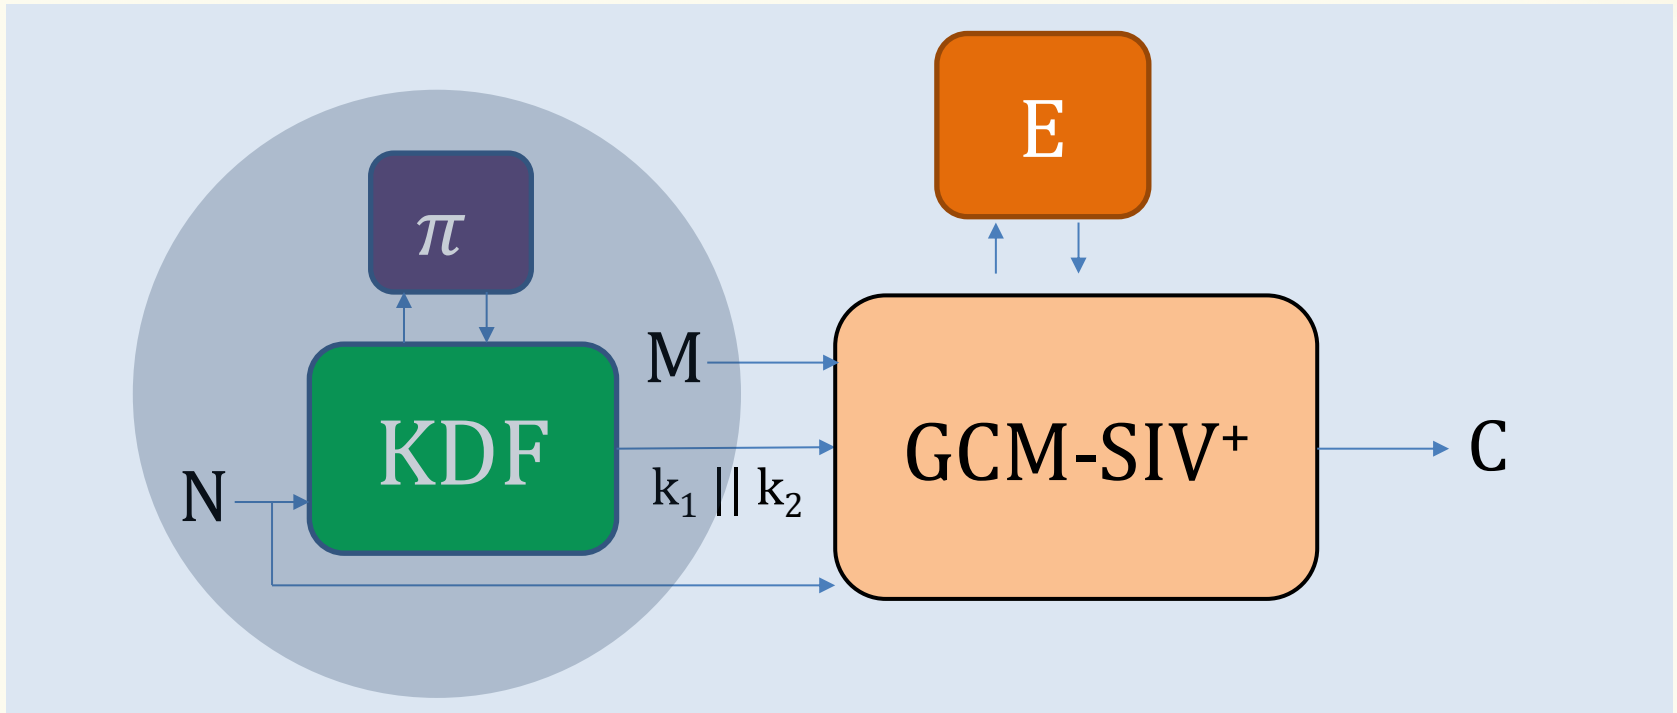 E
π
M
KDF
GCM-SIV⁺
C
N
k₁ || k₂